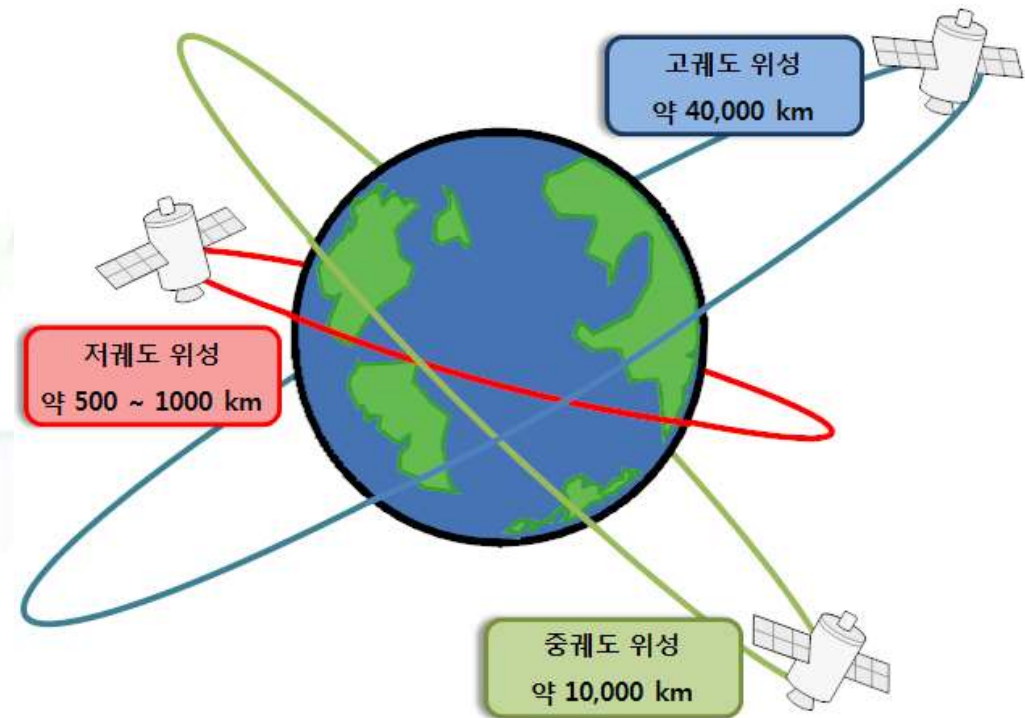 고궤도 위성
약 40,000 km
저궤도 위성
약 500 ~ 1000 km
중궤도 위성
약 10,000 km